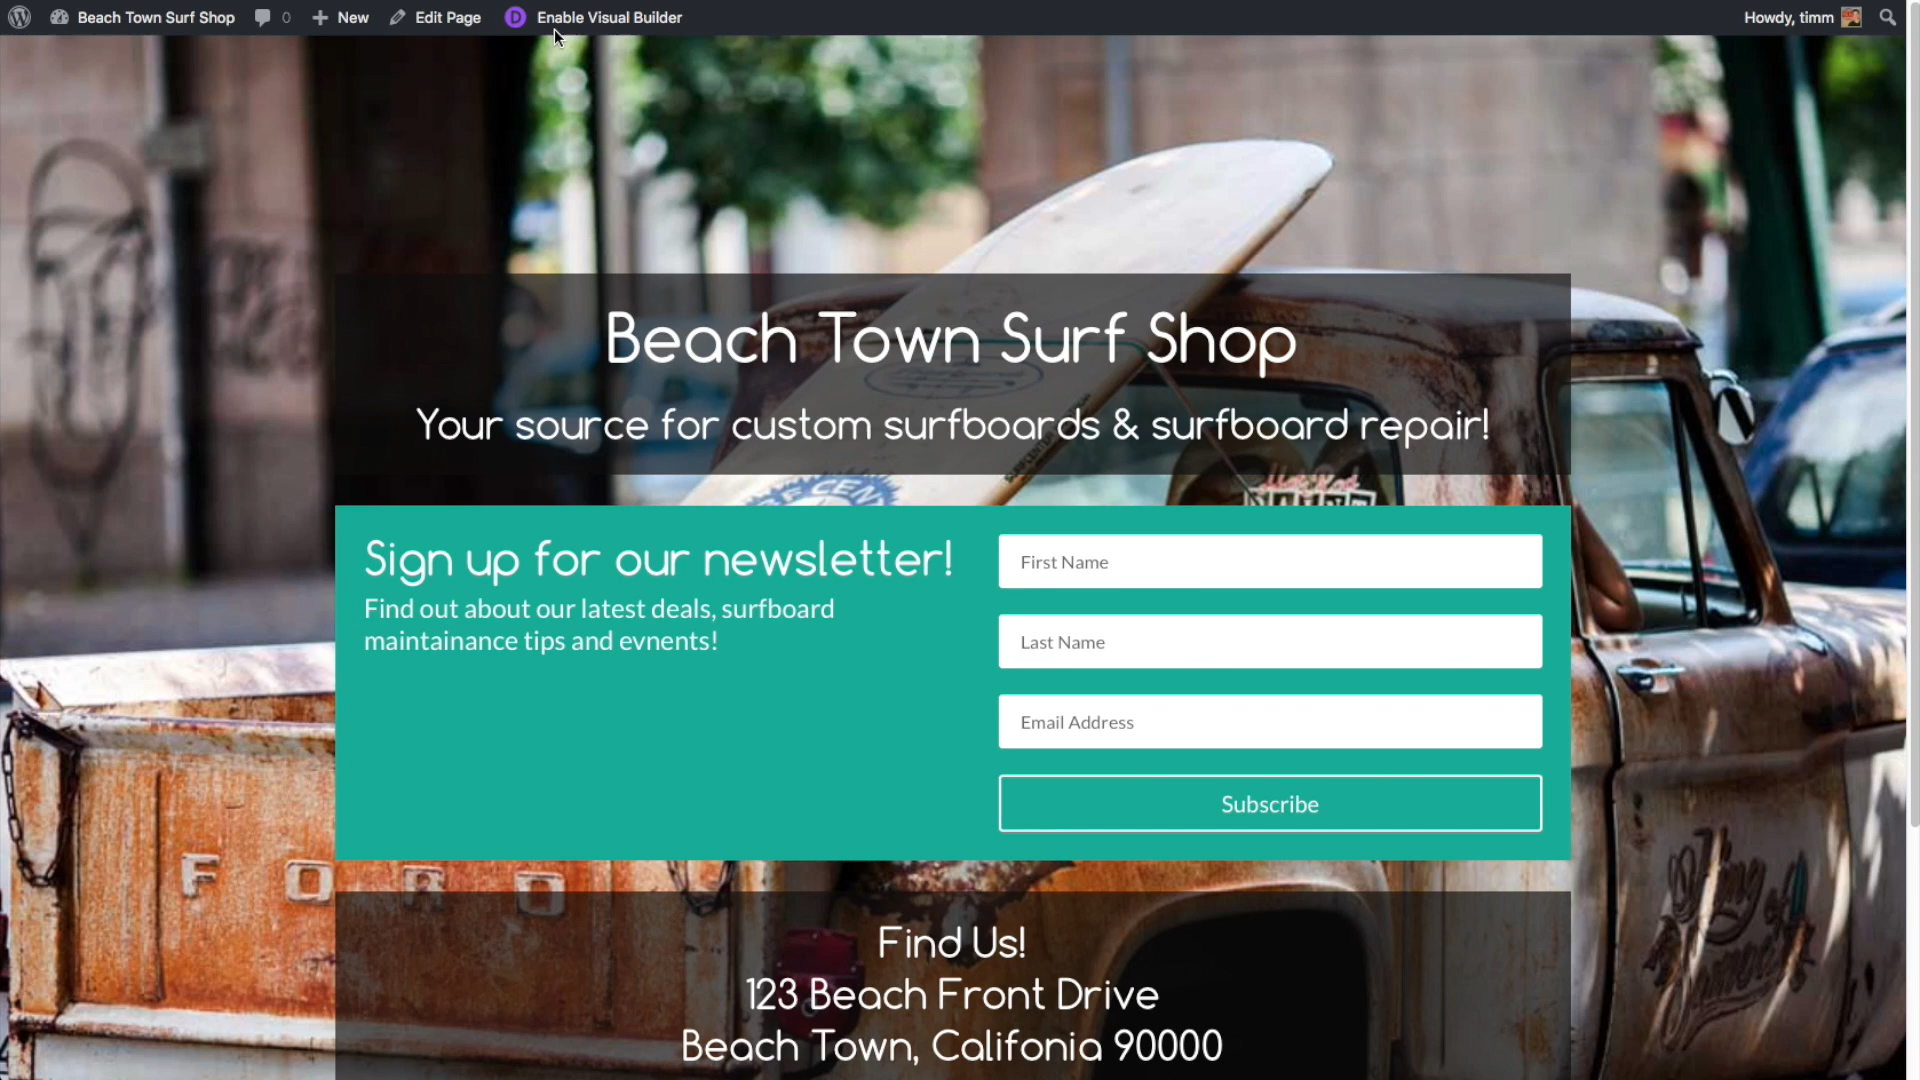 Beach Town Surf Shop 0 New Edit Page D Enable Visual Builder Howdy, timm
Beach Town Surf Shop
Your source for custom surfboards & surfboard repair!
Sign up for our newsletter!
Find out about our latest deals, surfboard
maintainance tips and evnents!
First Name
Last Name
Email Address
Subscribe
FORD
Find Us!
123 Beach Front Drive
Beach Town, Califonia 90000